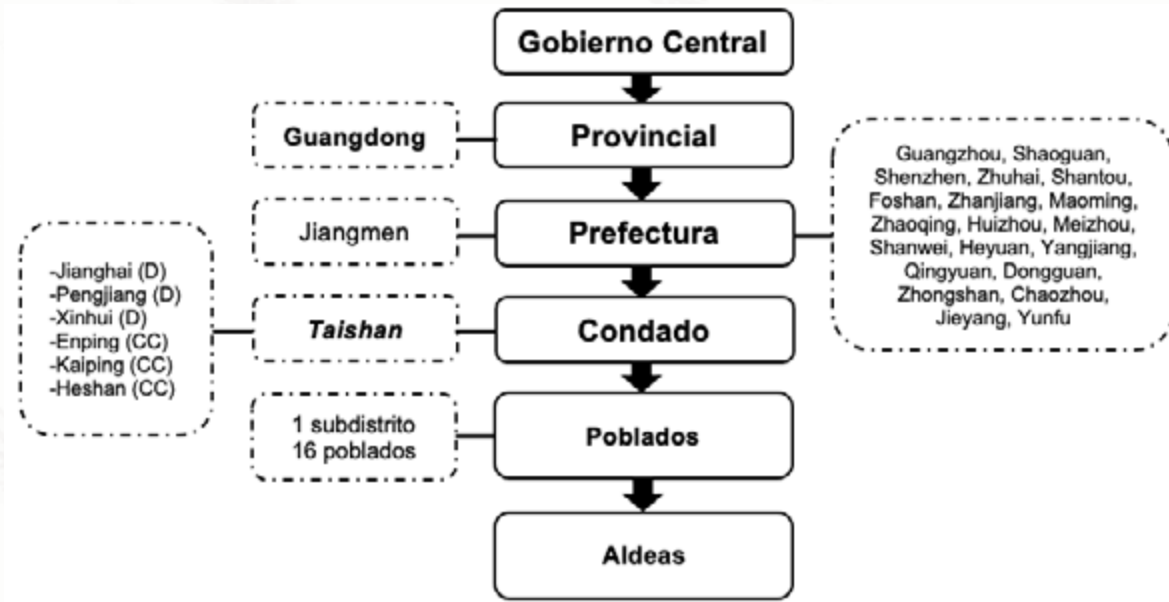 Gobierno Central
Guangdong
Provincial
Guangzhou, Shaoguan,
Shenzhen, Zhuhai, Shantou,
Foshan, Zhanjiang, Maoming,
Zhaoqing, Huizhou, Meizhou,
Shanwei, Heyuan, Yangjiang,
Qingyuan, Dongguan,
Zhongshan, Chaozhou,
Jieyang, Yunfu
Jiangmen
Prefectura
-Jianghai (D)
-Pengjiang (D)
-Xinhui (D)
-Enping (CC)
-Kaiping (CC)
-Heshan (CC)
Taishan
Condado
1 subdistrito
16 poblados
Poblados
Aldeas